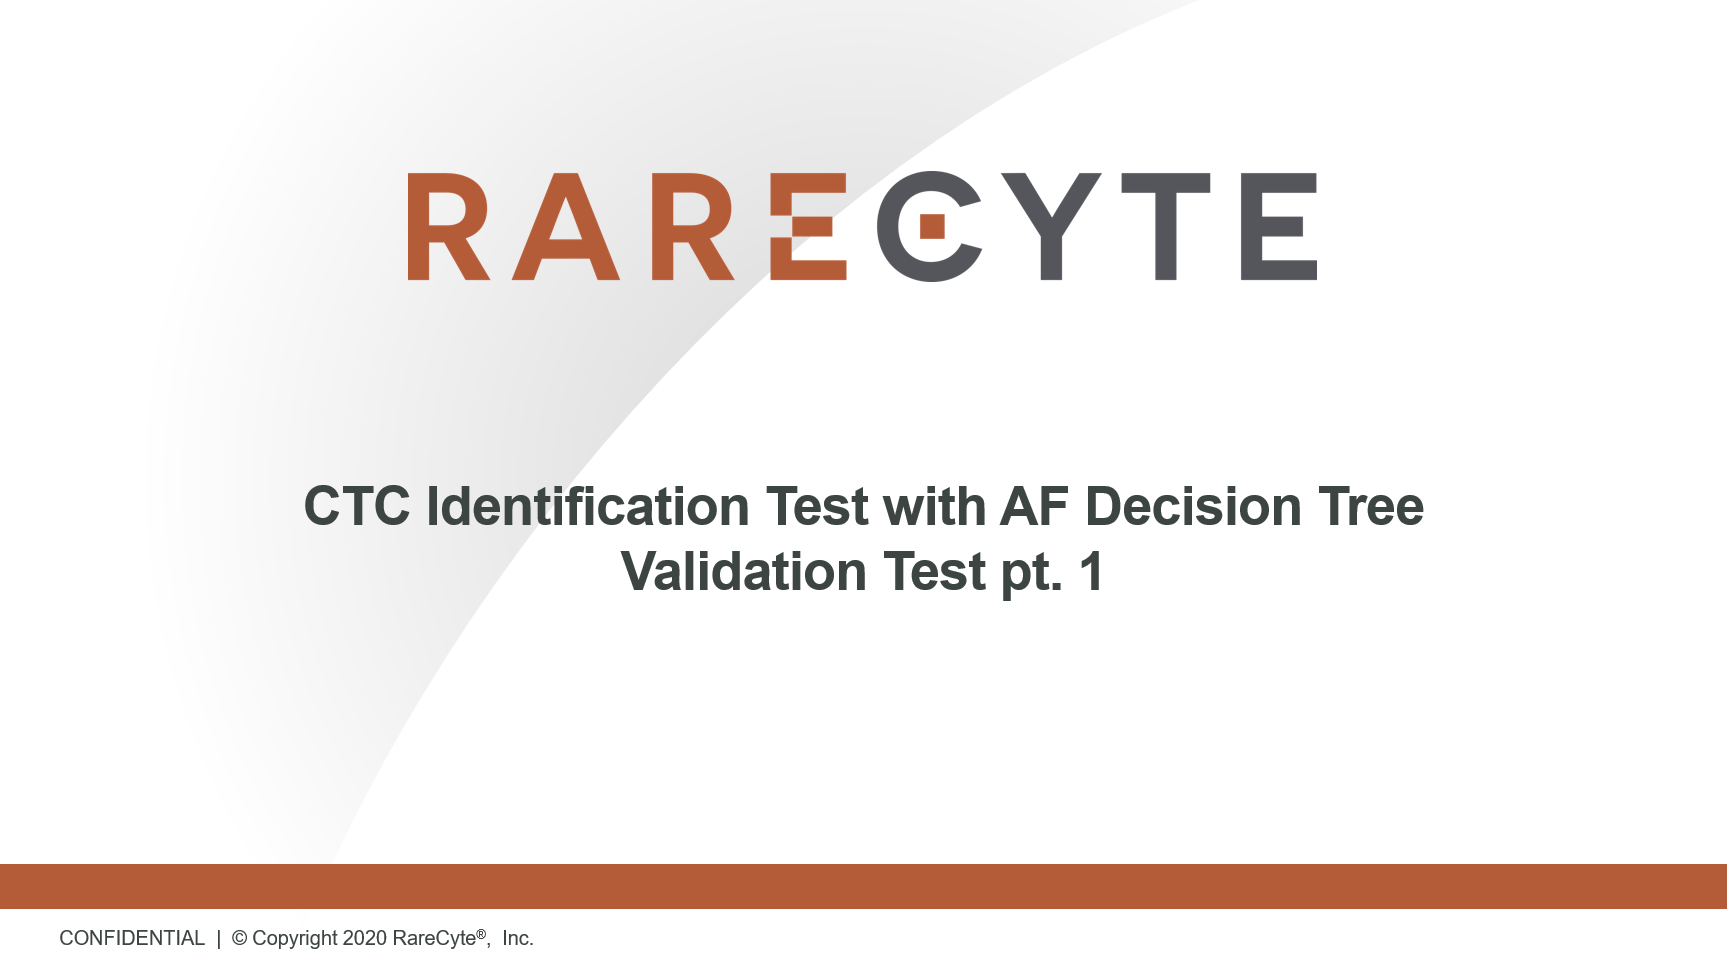 RARECYTE
CTC Identification Test with AF Decision Tree
Validation Test pt. 1
CONFIDENTIAL | © Copyright 2020 RareCyte®, Inc.